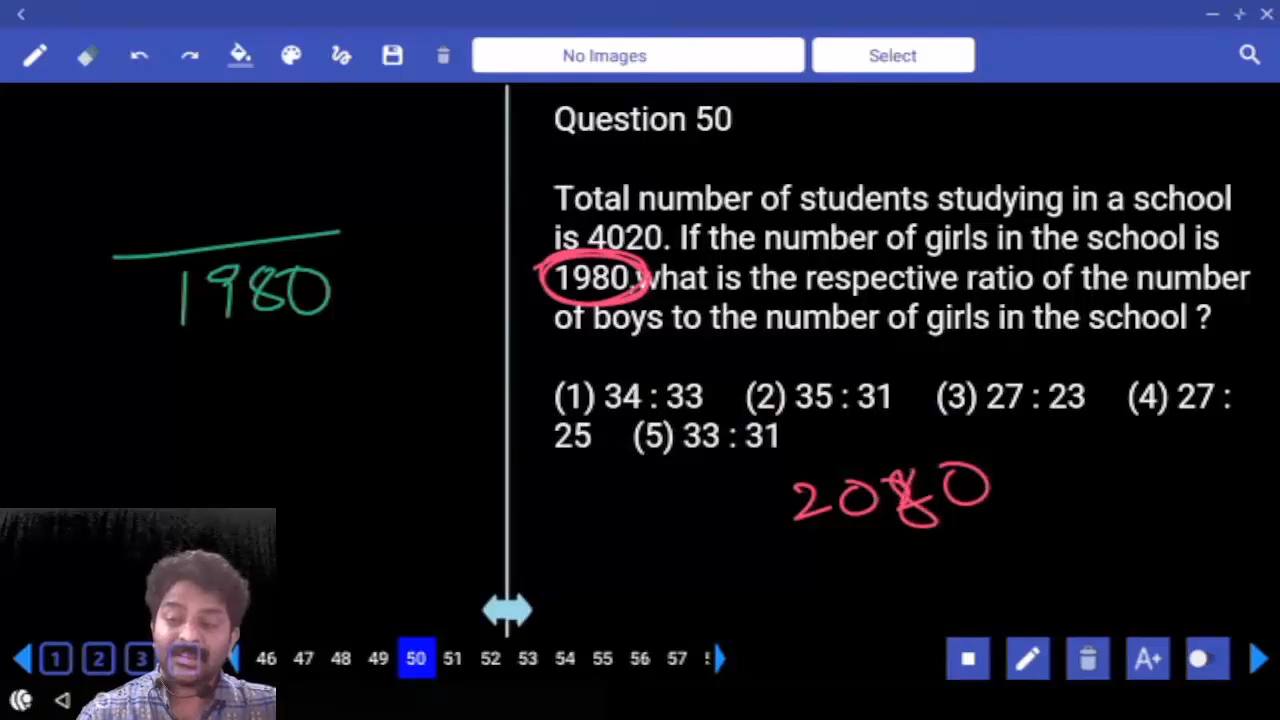 No Images
Select
Question 50
Total number of students studying in a school
is 4020. If the number of girls in the school is
1980,what is the respective ratio of the number
of boys to the number of girls in the school ?
(1) 34 : 33 (2) 35 : 31 (3) 27 : 23 (4) 27 :
25 (5) 33 : 31
1980
2080
1 2 3 46 47 48 49 50 51 52 53 54 55 56 57
A+